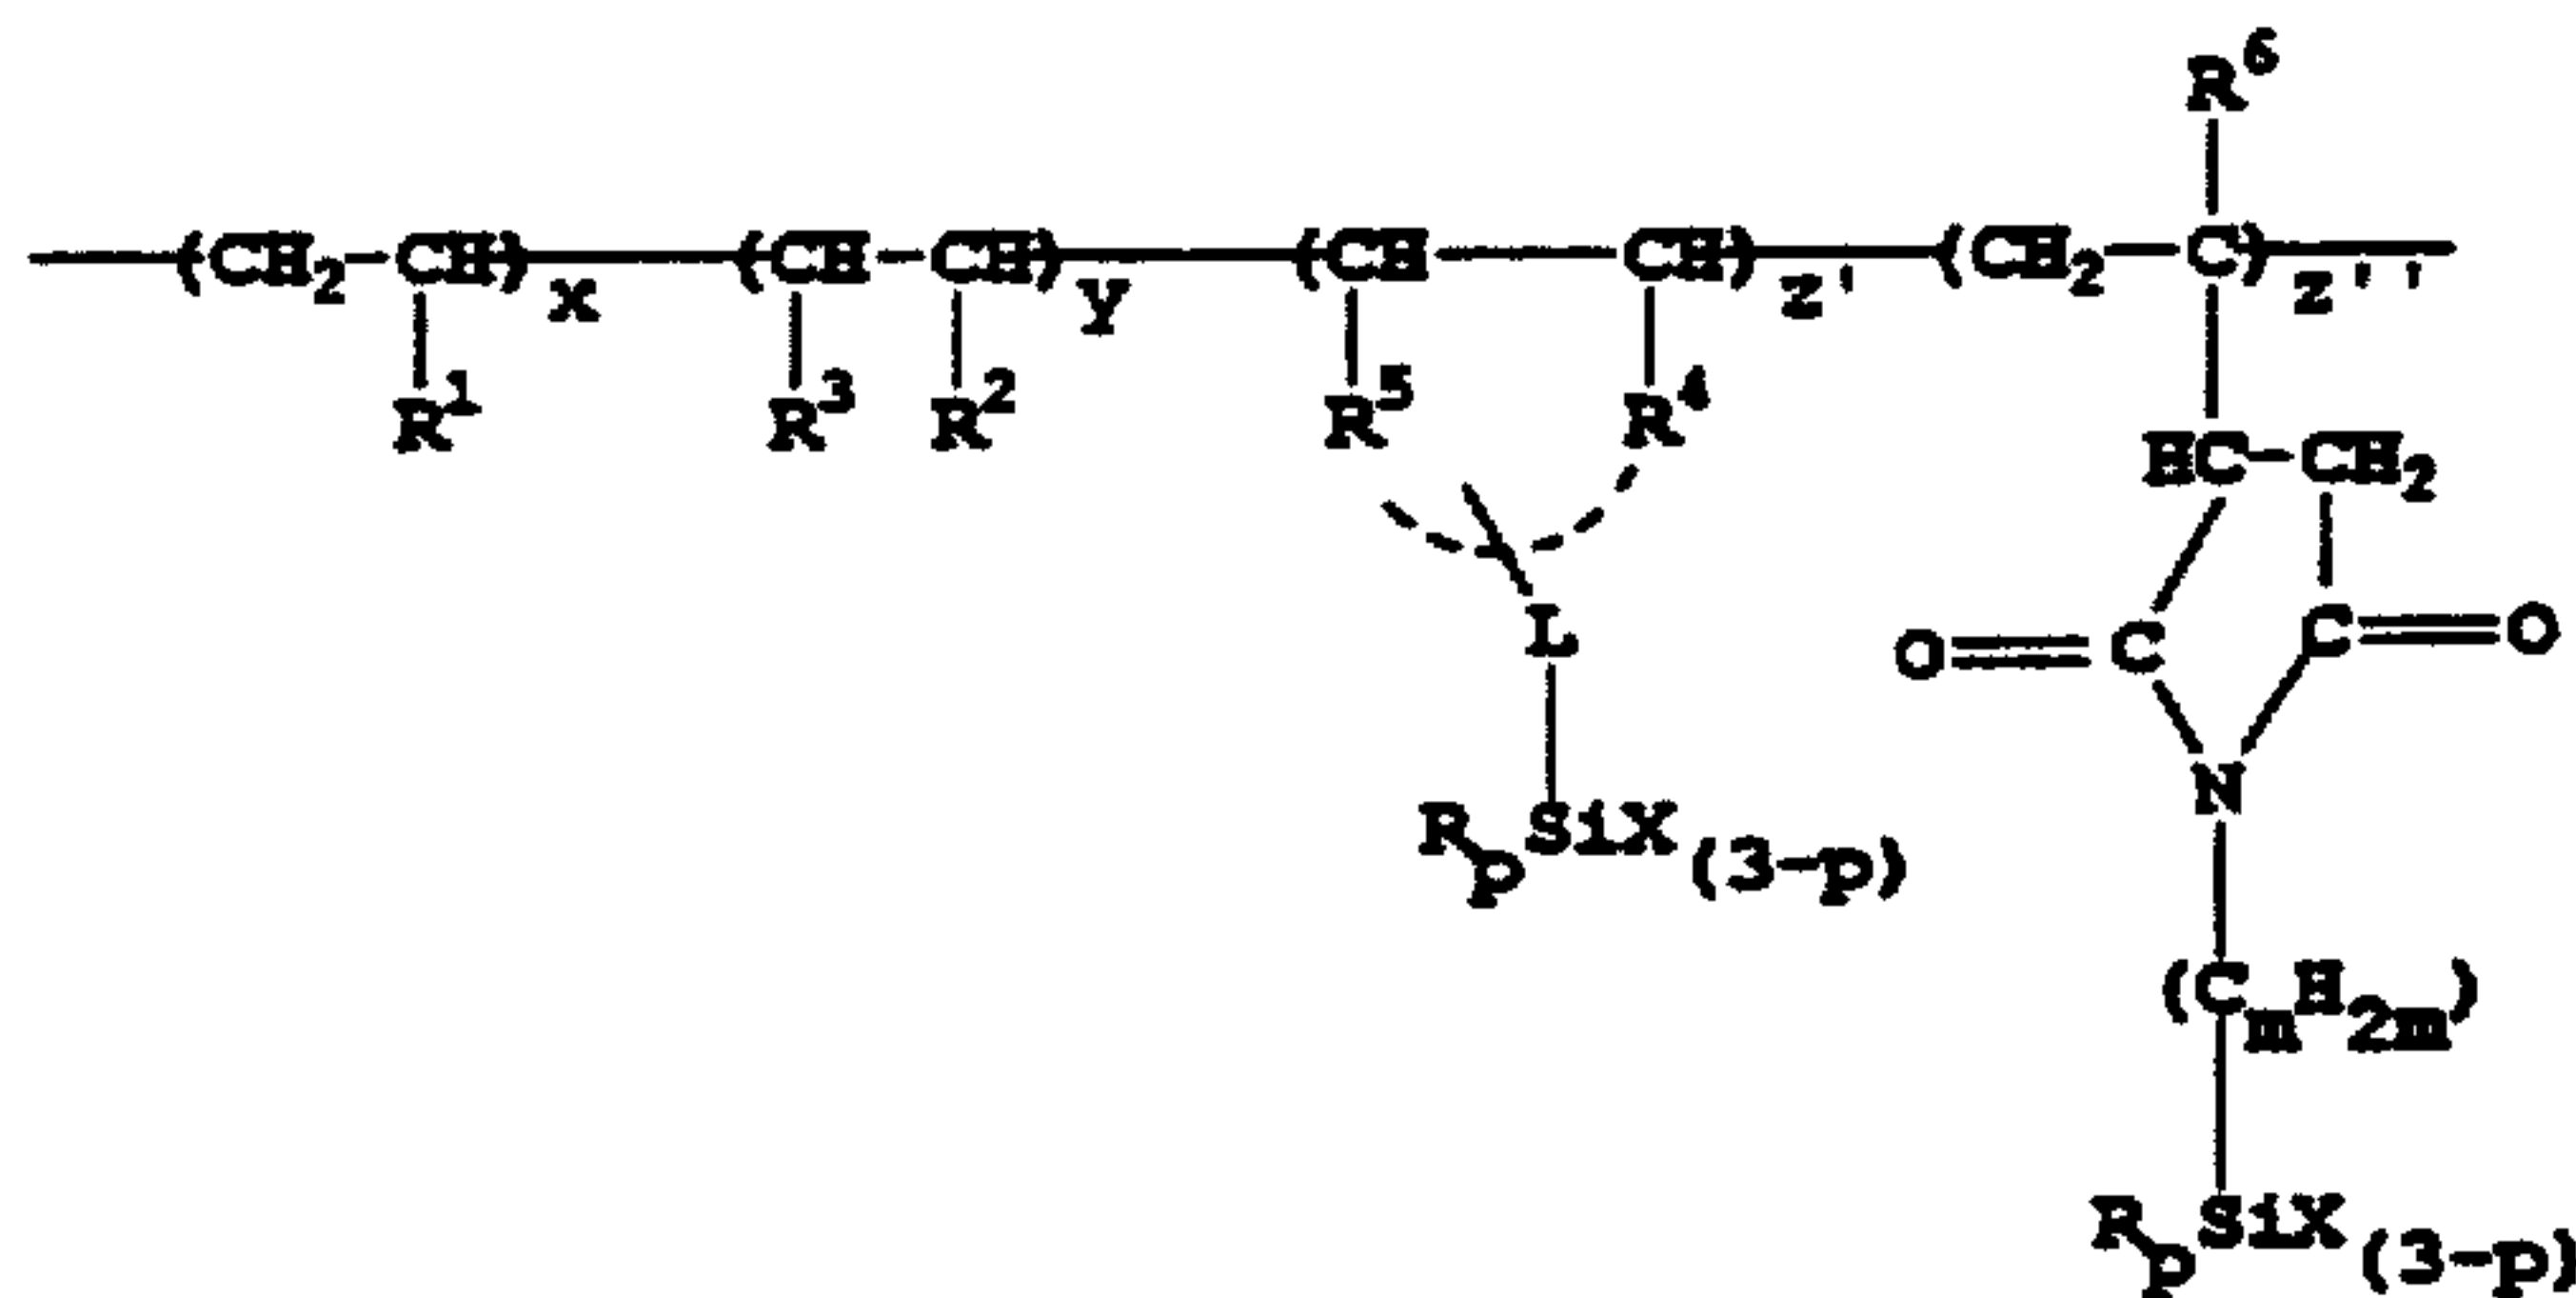 R6
(CH2-CH)x (CH-CH)y (CH-CH)z' (CH2-C)z''
R1 R3 R2 R5 R4
HC-CH2
L O=C C=O
N
RpSiX(3-p)
(CmH2m)
RpSiX(3-p)